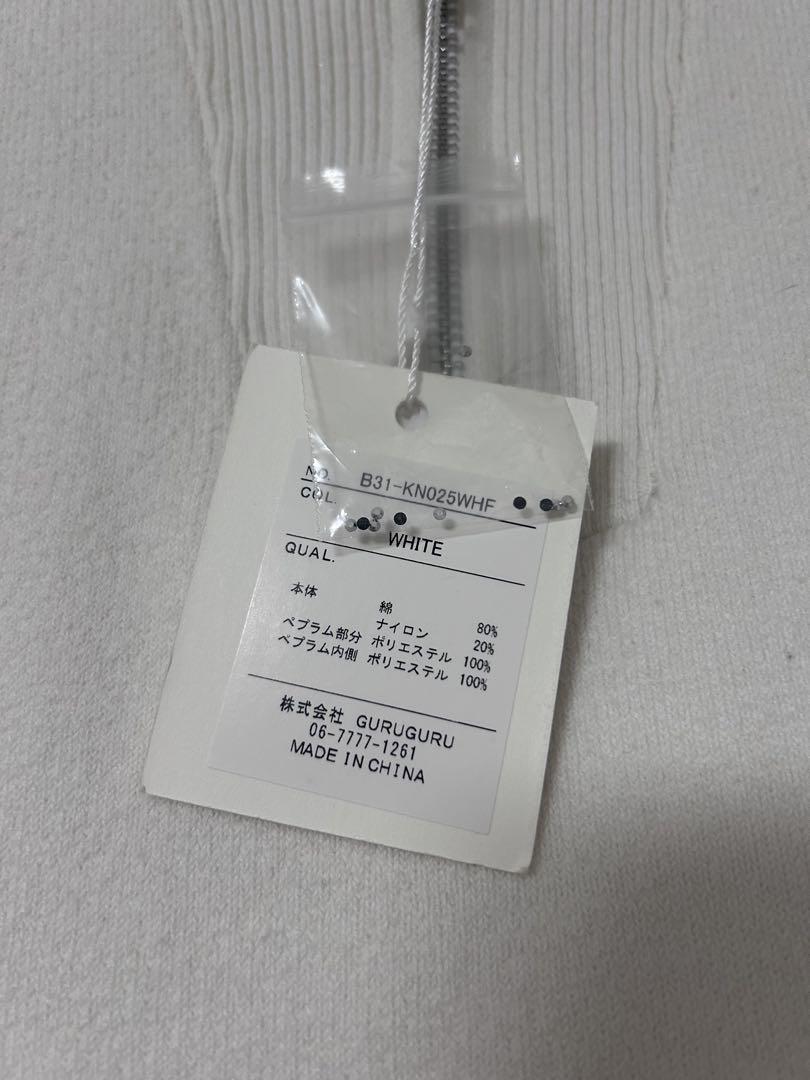 NO. B31-KN025WHF
COL.
WHITE
QUAL.
本体 綿 80%
ナイロン 20%
ペプラム部分 ポリエステル 100%
ペプラム内側 ポリエステル 100%
株式会社 GURUGURU
06-7777-1261
MADE IN CHINA